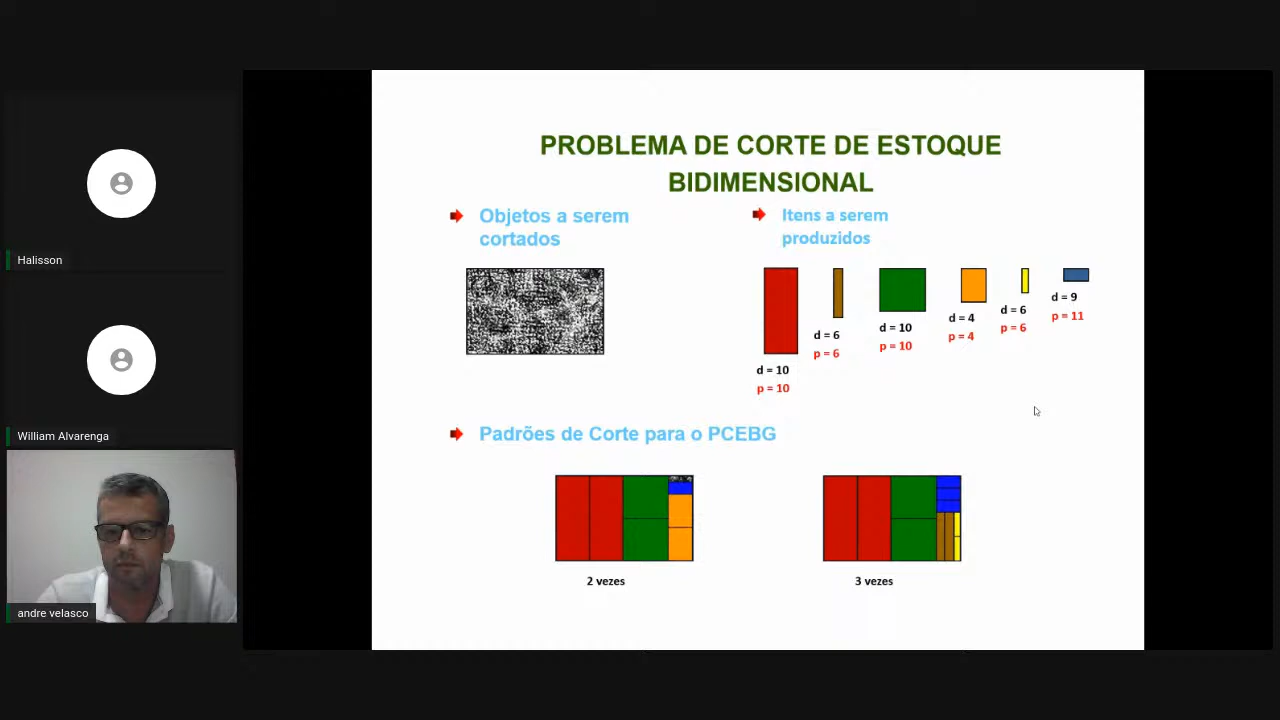 PROBLEMA DE CORTE DE ESTOQUE
BIDIMENSIONAL
Objetos a serem
cortados
Itens a serem
produzidos
d = 10
p = 10
d = 6
p = 6
d = 10
p = 10
d = 4
p = 4
d = 6
p = 6
d = 9
p = 11
Padrões de Corte para o PCEBG
2 vezes
3 vezes
Halisson
William Alvarenga
andre velasco